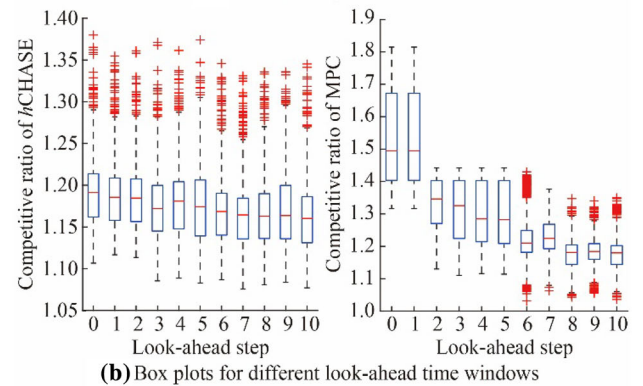 Competitive ratio of hCHASE
1.40
1.30
1.25
1.20
1.15
1.10
1.05
0 1 2 3 4 5 6 7 8 9 10
Look-ahead step
Competitive ratio of MPC
1.9
1.8
1.7
1.6
1.5
1.4
1.3
1.2
1.1
1.0
0 1 2 3 4 5 6 7 8 9 10
Look-ahead step
(b) Box plots for different look-ahead time windows